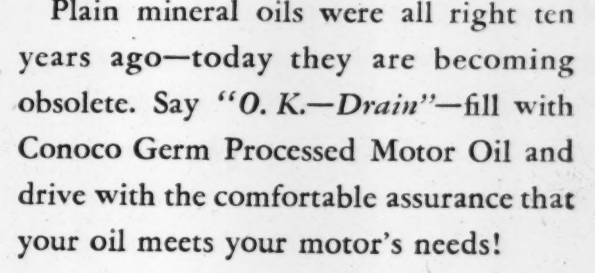 Plain mineral oils were all right ten
years ago—today they are becoming
obsolete. Say "O. K.—Drain"—fill with
Conoco Germ Processed Motor Oil and
drive with the comfortable assurance that
your oil meets your motor's needs!